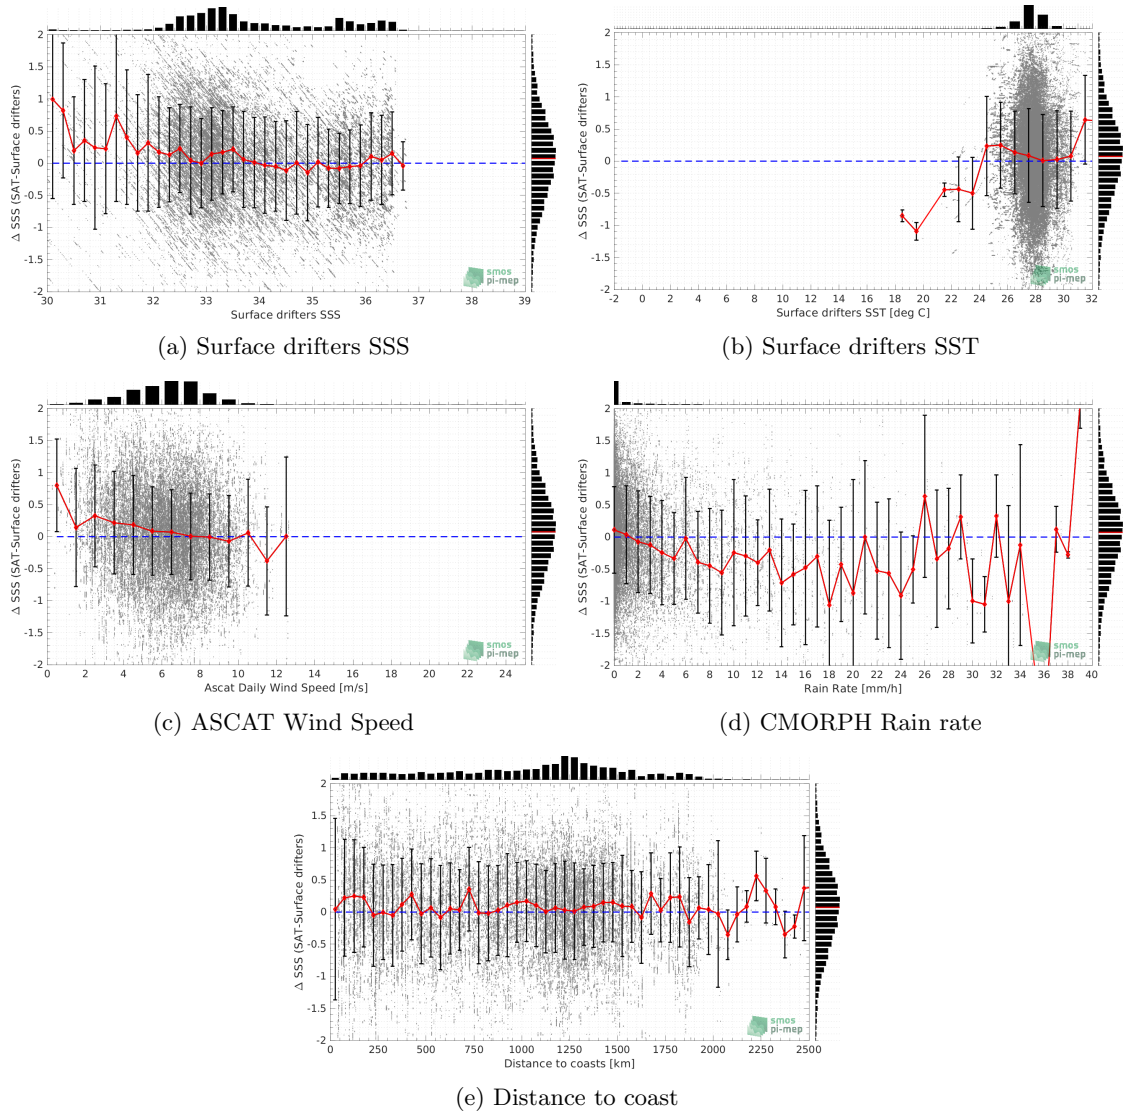 2
1.5
1
0.5
0
-0.5
-1
-1.5
-2
Δ SSS (SAT-Surface drifters)
30 31 32 33 34 35 36 37 38 39
Surface drifters SSS
smos
pi-mep
(a) Surface drifters SSS
2
1.5
1
0.5
0
-0.5
-1
-1.5
-2
Δ SSS (SAT-Surface drifters)
-2 0 2 4 6 8 10 12 14 16 18 20 22 24 26 28 30 32
Surface drifters SST [deg C]
smos
pi-mep
(b) Surface drifters SST
2
1.5
1
0.5
0
-0.5
-1
-1.5
-2
Δ SSS (SAT-Surface drifters)
0 2 4 6 8 10 12 14 16 18 20 22 24
Ascat Daily Wind Speed [m/s]
smos
pi-mep
(c) ASCAT Wind Speed
2
1.5
1
0.5
0
-0.5
-1
-1.5
-2
Δ SSS (SAT-Surface drifters)
0 2 4 6 8 10 12 14 16 18 20 22 24 26 28 30 32 34 36 38 40
Rain Rate [mm/h]
smos
pi-mep
(d) CMORPH Rain rate
2
1.5
1
0.5
0
-0.5
-1
-1.5
-2
Δ SSS (SAT-Surface drifters)
0 250 500 750 1000 1250 1500 1750 2000 2250 2500
Distance to coasts [km]
smos
pi-mep
(e) Distance to coast